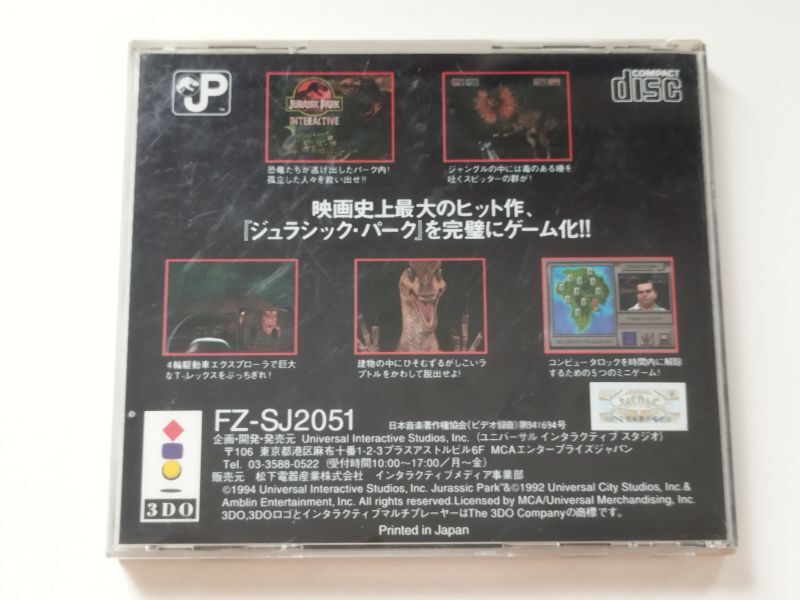 JP
COMPACT
disc
JURASSIC PARK
INTERACTIVE
恐竜たちが逃げ出したパーク内!
孤立した人々を救い出せ!!
ジャングルの中には毒のある唾を
吐くスピッターの群が!
映画史上最大のヒット作、
『ジュラシック・パーク』を完璧にゲーム化!!
4輪駆動車エクスプローラで巨大
なT-レックスをぶっちぎれ!
建物の中にひそむずるがしこいラ
プトルをかわして脱出せよ!
コンピュータロックを時間内に解除
するための5つのミニゲーム!
JASRAC
FZ-SJ2051
日本音楽著作権協会(ビデオ録音)第941694号
企画・開発・発売元 Universal Interactive Studios, Inc. (ユニバーサル インタラクティブ スタジオ)
〒106 東京都港区麻布十番1-2-3プラスアストルビル6F MCAエンタープライズジャパン
Tel. 03-3588-0522 (受付時間10:00〜17:00/月〜金)
販売元 松下電器産業株式会社 インタラクティブメディア事業部
©1994 Universal Interactive Studios, Inc. Jurassic Park™&©1992 Universal City Studios, Inc.&
Amblin Entertainment, Inc. All rights reserved.Licensed by MCA/Universal Merchandising, Inc.
3DO,3DOロゴとインタラクティブマルチプレーヤーはThe 3DO Companyの商標です。
3DO
Printed in Japan